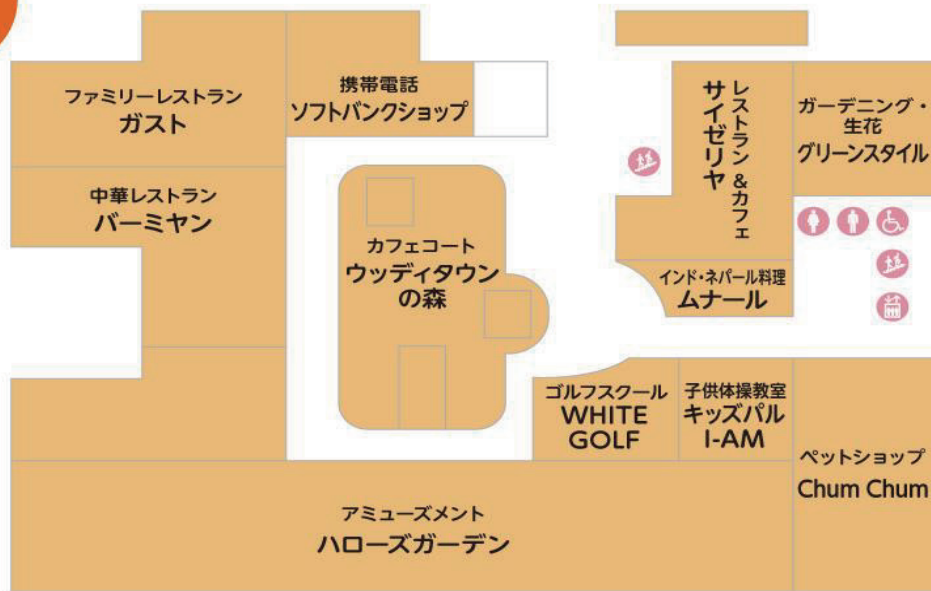 ファミリーレストラン
ガスト
携帯電話
ソフトバンクショップ
レストラン&カフェ
サイゼリヤ
ガーデニング・
生花
グリーンスタイル
中華レストラン
バーミヤン
カフェコート
ウッディタウン
の森
インド・ネパール料理
ムナール
ゴルフスクール
WHITE
GOLF
子供体操教室
キッズパル
I-AM
ペットショップ
Chum Chum
アミューズメント
ハローズガーデン